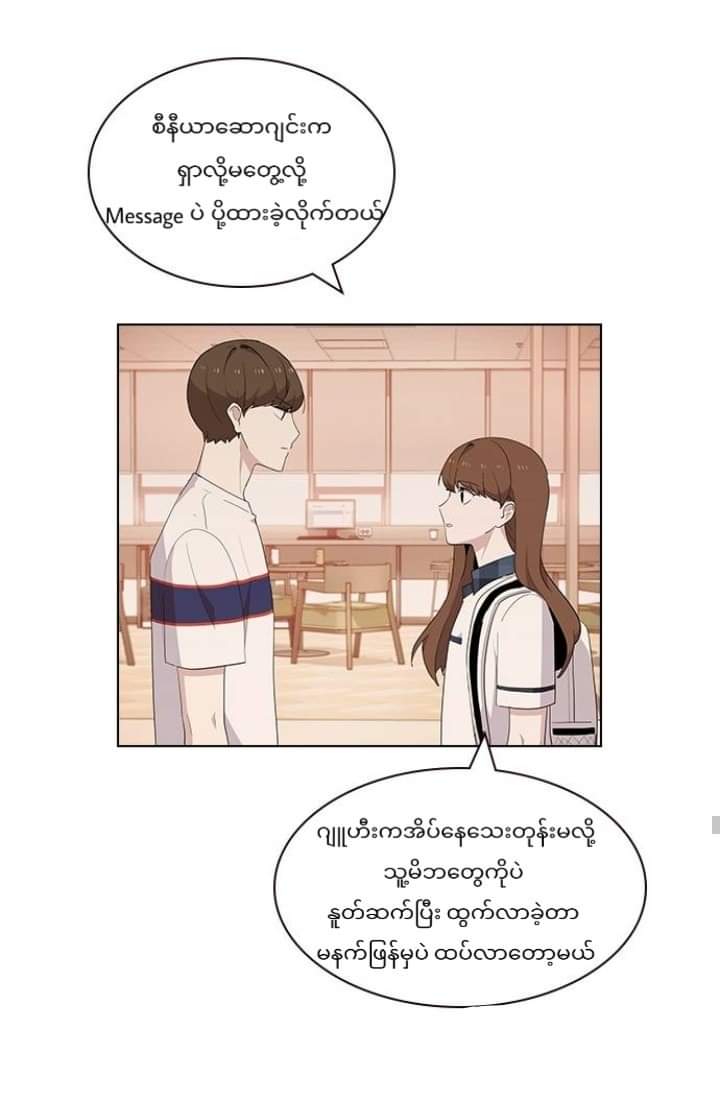 စီနီယာဆောဂျင်းက
ရှာလို့မတွေ့လို့
Message ပဲ ပို့ထားခဲ့လိုက်တယ်
ဂျူဟီးကအိပ်နေသေးတုန်းမလို့
သူ့မိဘတွေကိုပဲ
နူတ်ဆက်ပြီး ထွက်လာခဲ့တာ
မနက်ဖြန်မှပဲ ထပ်လာတော့မယ်